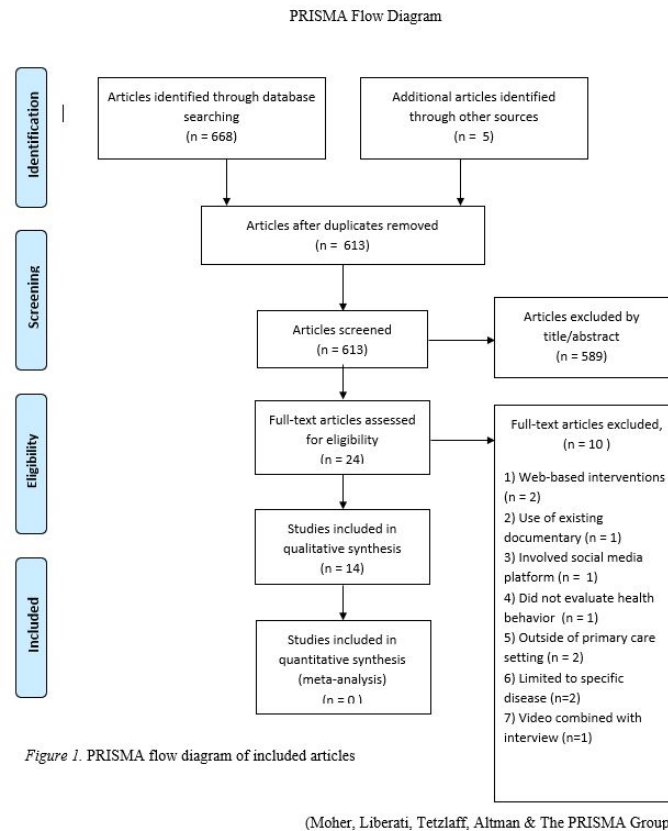 PRISMA Flow Diagram
Identification
Articles identified through database
searching
(n = 668)
Additional articles identified
through other sources
(n = 5)
Articles after duplicates removed
(n = 613)
Screening
Articles screened
(n = 613)
Articles excluded by
title/abstract
(n = 589)
Eligibility
Full-text articles assessed
for eligibility
(n = 24)
Full-text articles excluded,
(n = 10 )
1) Web-based interventions
(n = 2)
2) Use of existing
documentary (n = 1)
3) Involved social media
platform (n = 1)
4) Did not evaluate health
behavior (n = 1)
5) Outside of primary care
setting (n = 2)
6) Limited to specific
disease (n=2)
7) Video combined with
interview (n=1)
Studies included in
qualitative synthesis
(n = 14)
Included
Studies included in
quantitative synthesis
(meta-analysis)
(n = 0 )
Figure 1. PRISMA flow diagram of included articles
(Moher, Liberati, Tetzlaff, Altman & The PRISMA Group